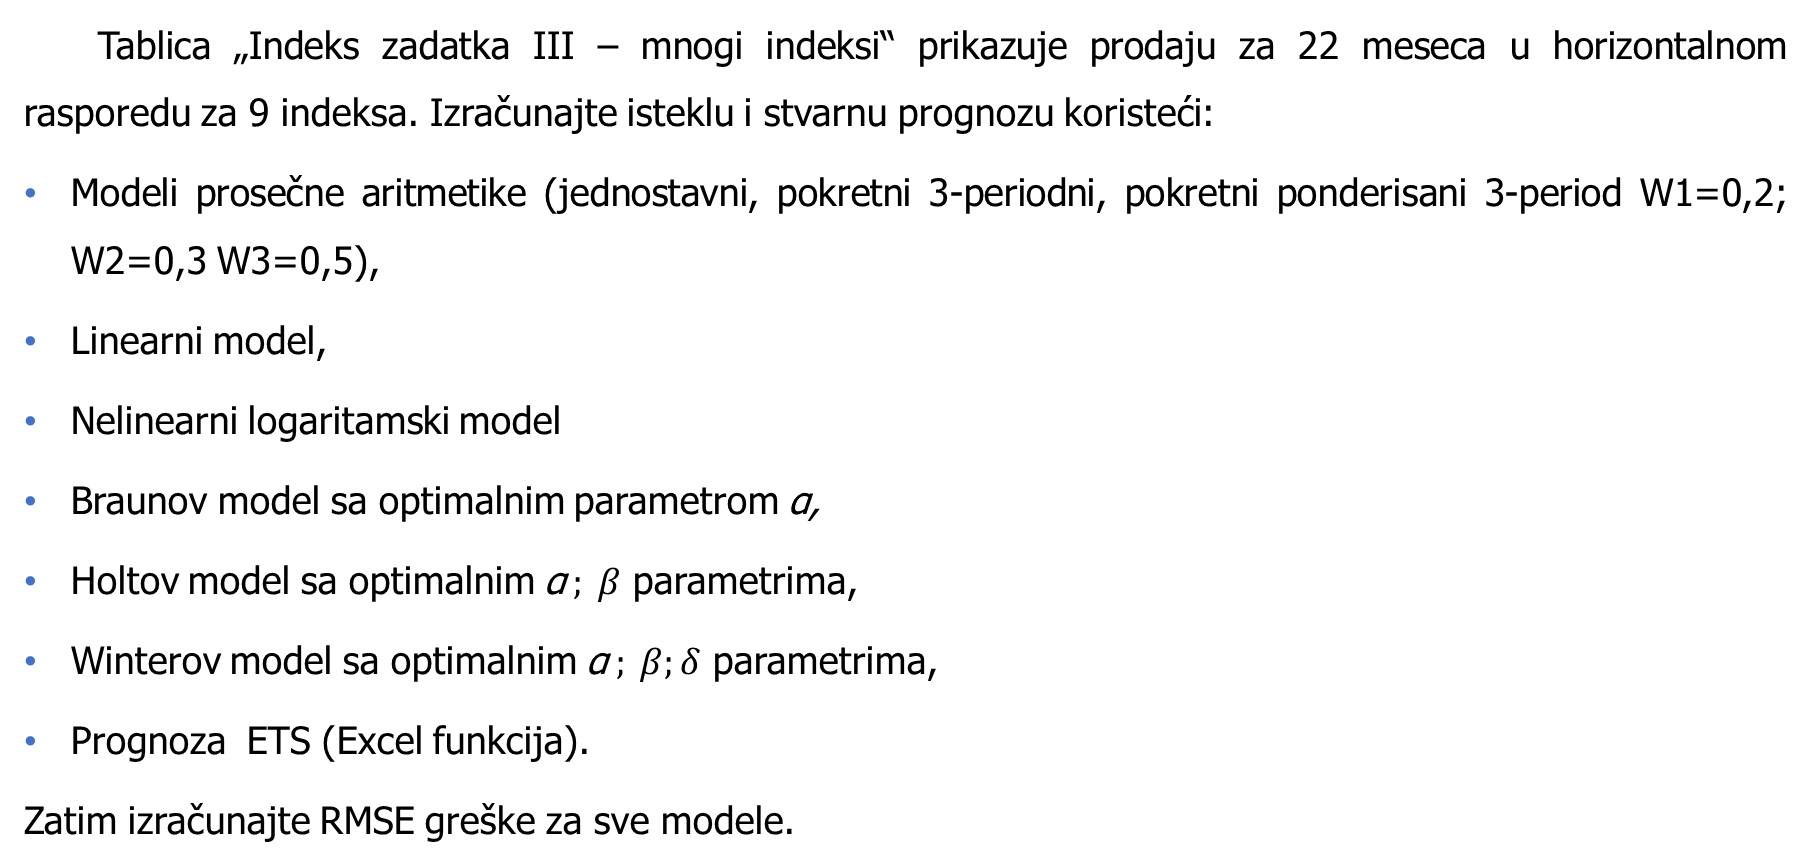 Tablica „Indeks zadatka III – mnogi indeksi“ prikazuje prodaju za 22 meseca u horizontalnom
rasporedu za 9 indeksa. Izračunajte isteklu i stvarnu prognozu koristeći:
• Modeli prosečne aritmetike (jednostavni, pokretni 3-periodni, pokretni ponderisani 3-period W1=0,2;
W2=0,3 W3=0,5),
• Linearni model,
• Nelinearni logaritamski model
• Braunov model sa optimalnim parametrom α,
• Holtov model sa optimalnim α; β parametrima,
• Winterov model sa optimalnim α; β; δ parametrima,
• Prognoza ETS (Excel funkcija).
Zatim izračunajte RMSE greške za sve modele.